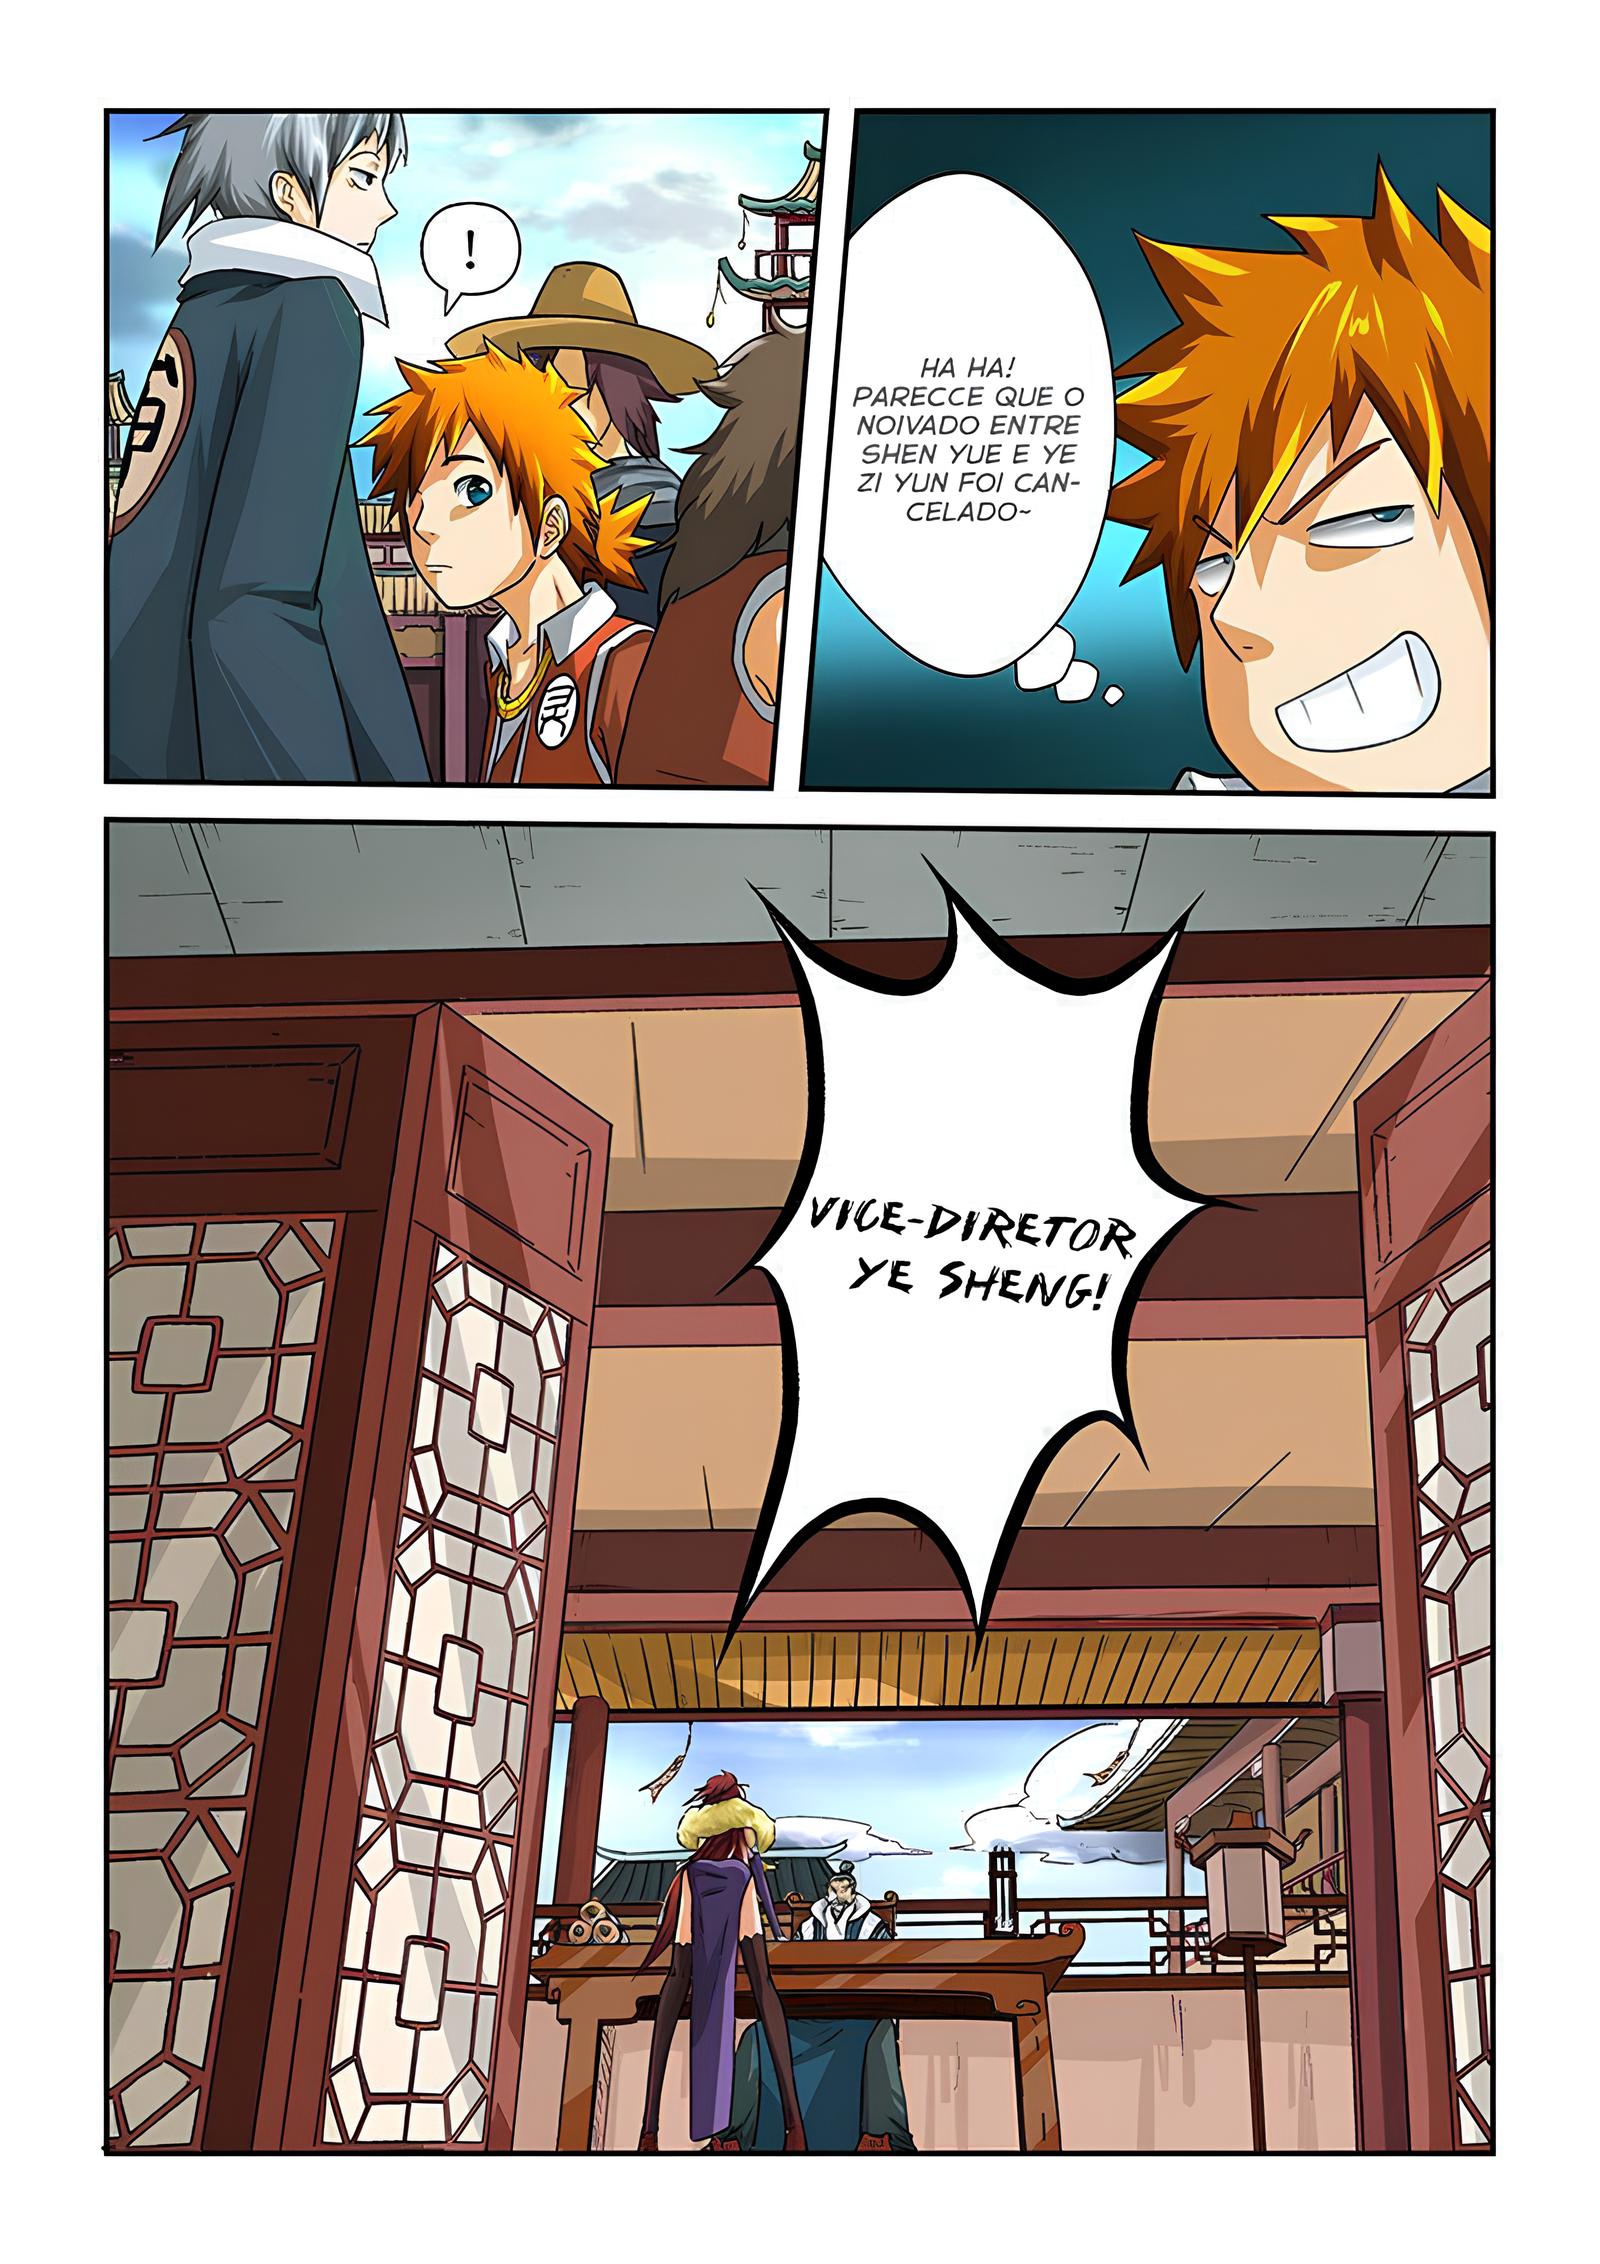 !
HA HA!
PARECCE QUE O
NOIVADO ENTRE
SHEN YUE E YE
ZI YUN FOI CAN-
CELADO~
VICE-DIRETOR
YE SHENG!